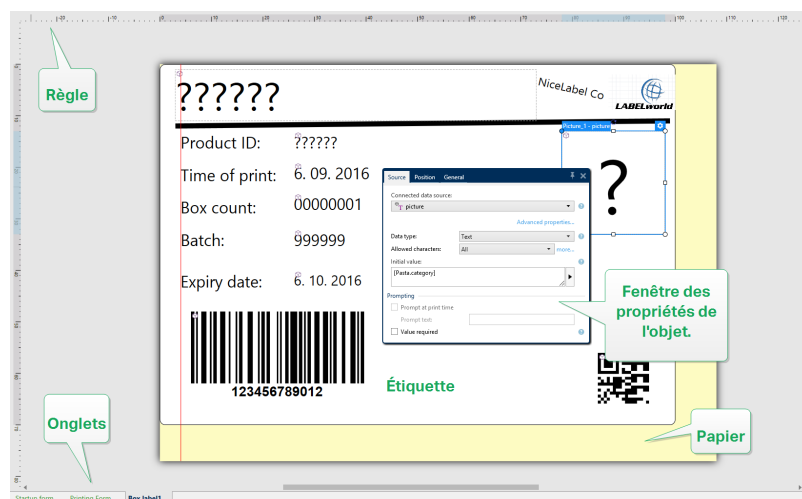 Règle
??????
NiceLabel Co
LABELworld
Picture_1 - picture
?
Product ID: ??????
Time of print: 6. 09. 2016
Box count: 00000001
Batch: 999999
Expiry date: 6. 10. 2016
Source Position General
Connected data source:
picture
Advanced properties...
Data type: Text
Allowed characters: All more...
Initial value:
[Pasta.category]
Prompting
Prompt at print time
Prompt text:
Value required
Fenêtre des
propriétés de
l'objet.
123456789012
Étiquette
Onglets
Papier
Startup form Printing Form Box label1